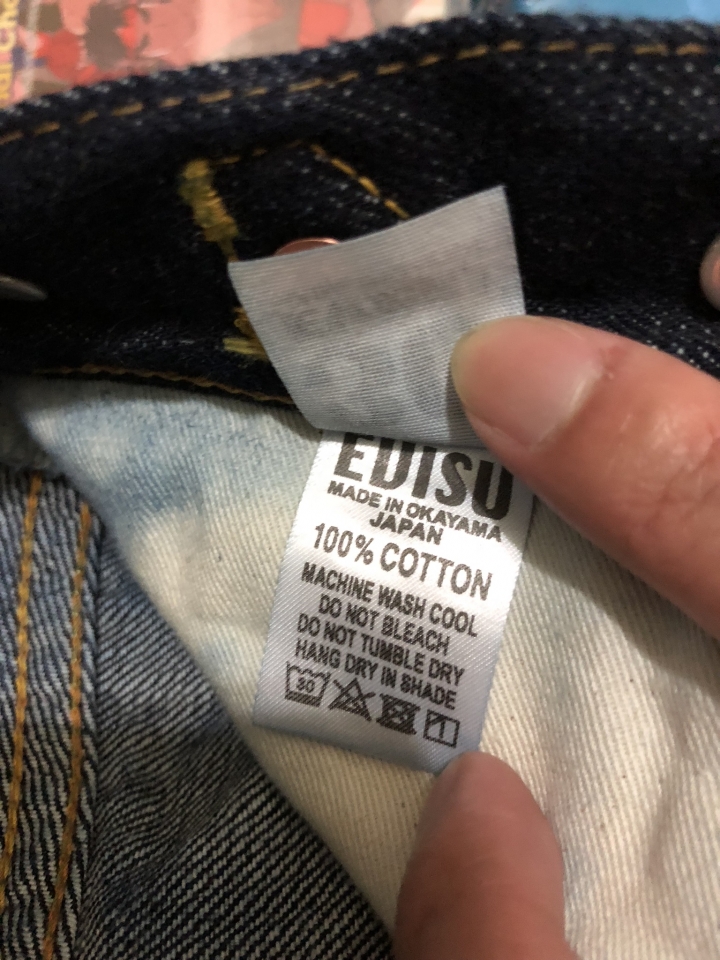 EDISU
MADE IN OKAYAMA
JAPAN
100% COTTON
MACHINE WASH COOL
DO NOT BLEACH
DO NOT TUMBLE DRY
HANG DRY IN SHADE
30